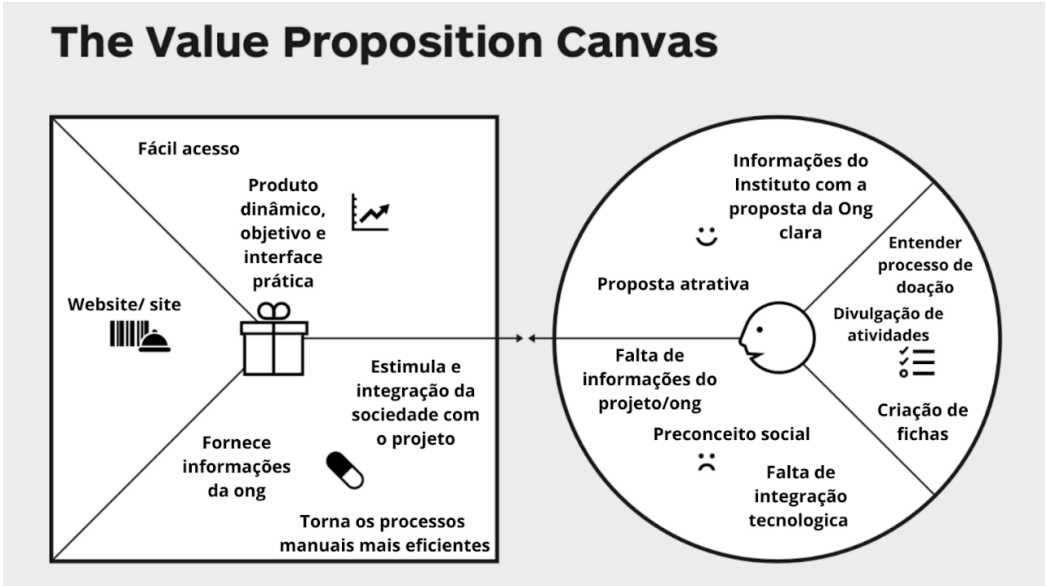 The Value Proposition Canvas
Fácil acesso
Produto
dinâmico,
objetivo e
interface
prática
Website/ site
Estimula e
integração da
sociedade com
o projeto
Fornece
informações
da ong
Torna os processos
manuais mais eficientes
Informações do
Instituto com a
proposta da Ong
clara
Proposta atrativa
Entender
processo de
doação
Divulgação de
atividades
Criação de
fichas
Falta de
informações do
projeto/ong
Preconceito social
Falta de
integração
tecnologica